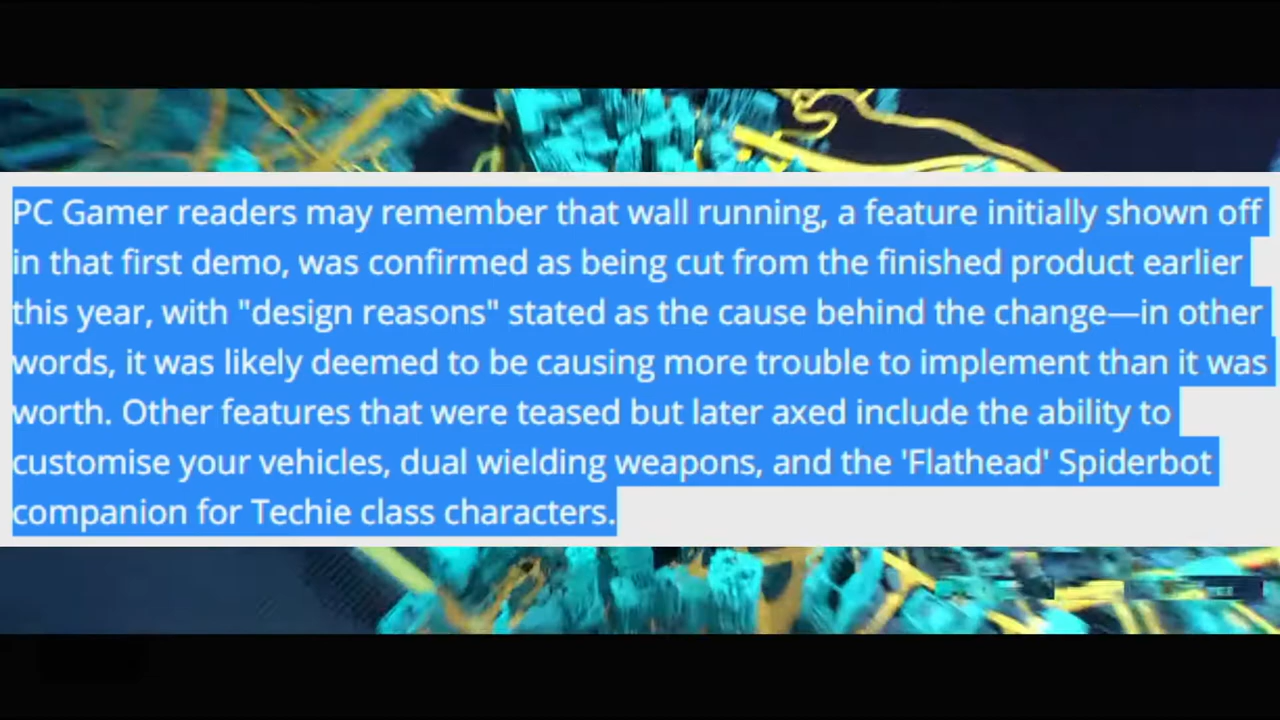 PC Gamer readers may remember that wall running, a feature initially shown off
in that first demo, was confirmed as being cut from the finished product earlier
this year, with "design reasons" stated as the cause behind the change—in other
words, it was likely deemed to be causing more trouble to implement than it was
worth. Other features that were teased but later axed include the ability to
customise your vehicles, dual wielding weapons, and the 'Flathead' Spiderbot
companion for Techie class characters.